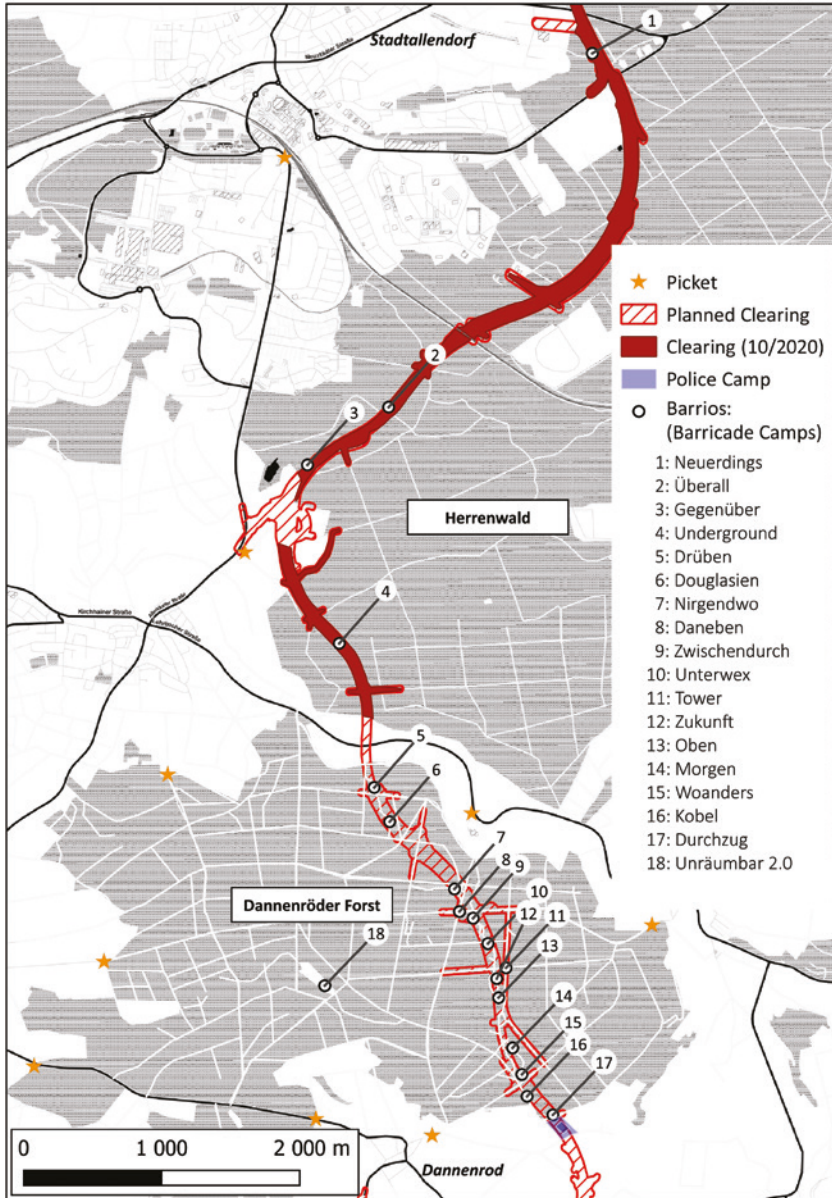 Stadtallendorf
1
Picket
Planned Clearing
Clearing (10/2020)
Police Camp
Barrios:
(Barricade Camps)
1: Neuerdings
2: Überall
3: Gegenüber
4: Underground
5: Drüben
6: Douglasien
7: Nirgendwo
8: Daneben
9: Zwischendurch
10: Unterwex
11: Tower
12: Zukunft
13: Oben
14: Morgen
15: Woanders
16: Kobel
17: Durchzug
18: Unräumbar 2.0
2
3
Herrenwald
Kirchhainer Straße
4
5
6
7
8
9
10
12
11
Dannenröder Forst
18
13
14
15
16
17
0
1 000
2 000 m
Dannenrod